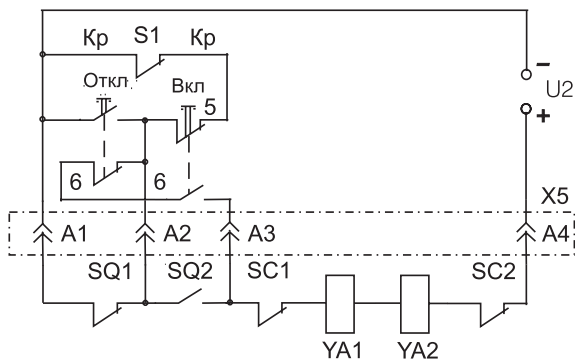 Кр S1 Кр
− U2
Откл Вкл
5
+
6 6
X5
A1 A2 A3 A4
SQ1 SQ2 SC1 SC2
YA1 YA2